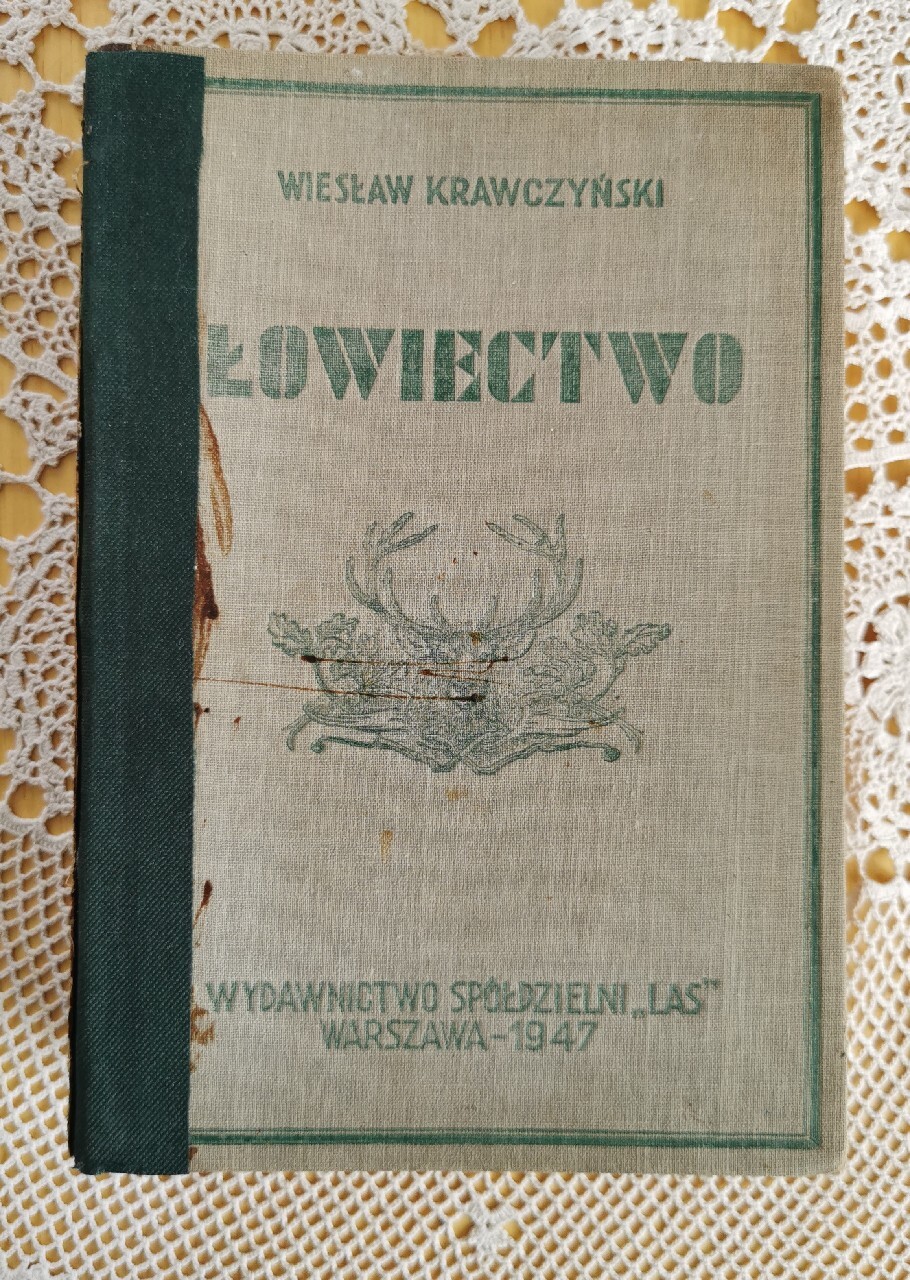 WIESŁAW KRAWCZYŃSKI
ŁOWIECTWO
WYDAWNICTWO SPÓŁDZIELNI „LAS”
WARSZAWA-1947